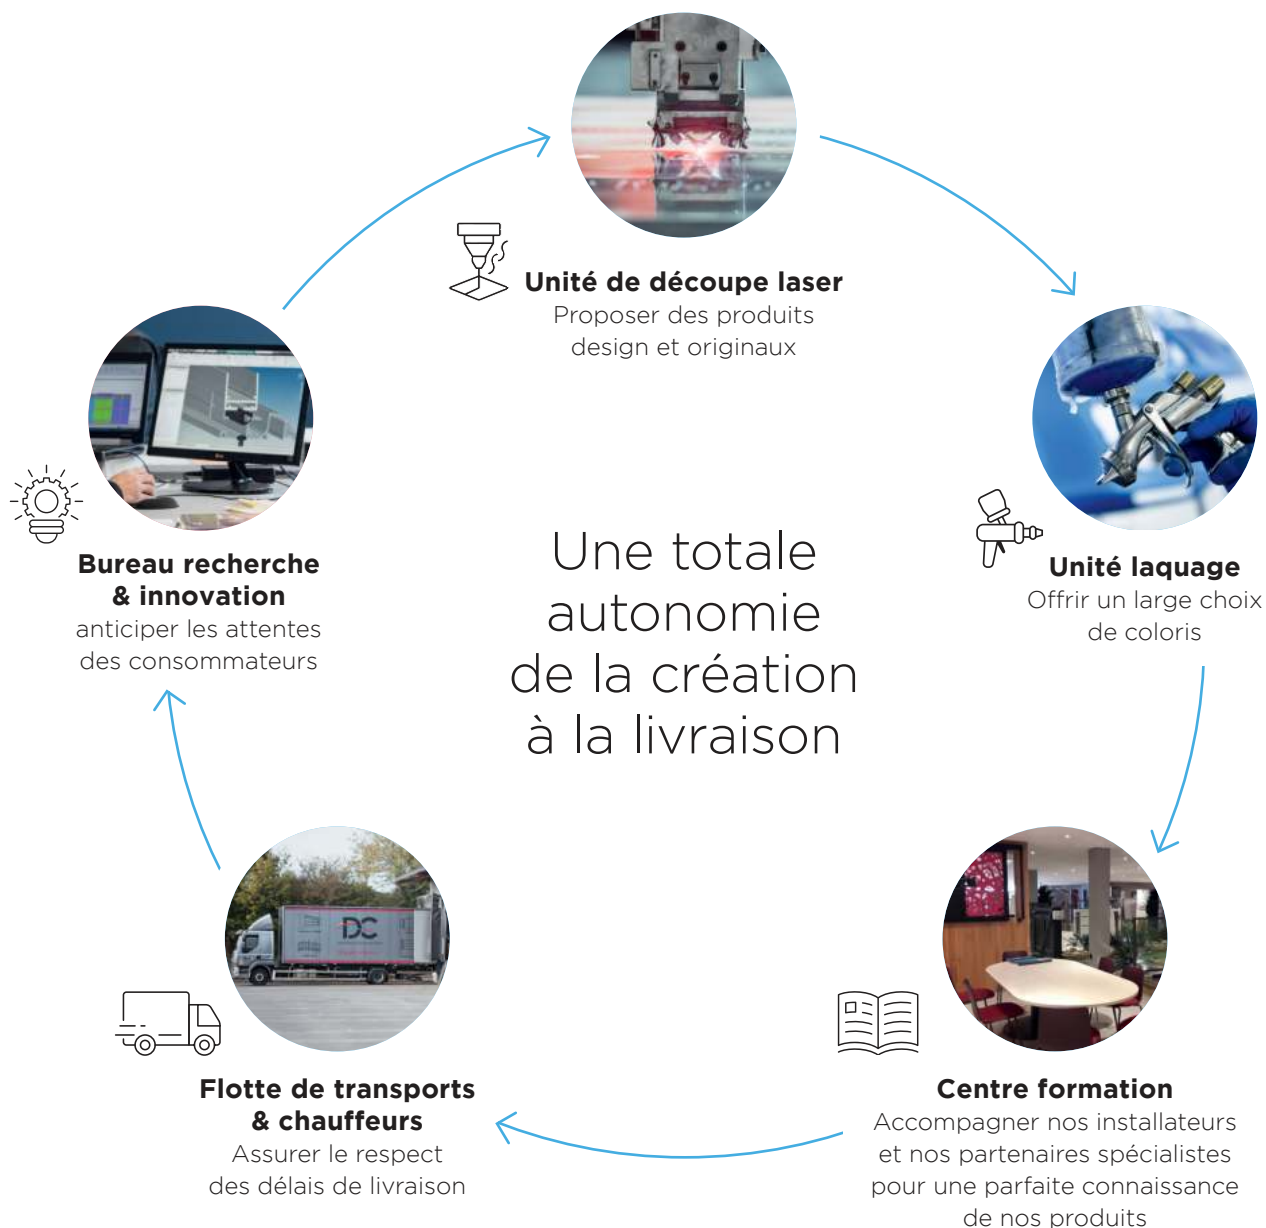 Unité de découpe laser
Proposer des produits
design et originaux
Bureau recherche
& innovation
anticiper les attentes
des consommateurs
Unité laquage
Offrir un large choix
de coloris
Une totale
autonomie
de la création
à la livraison
DC
Flotte de transports
& chauffeurs
Assurer le respect
des délais de livraison
Centre formation
Accompagner nos installateurs
et nos partenaires spécialistes
pour une parfaite connaissance
de nos produits